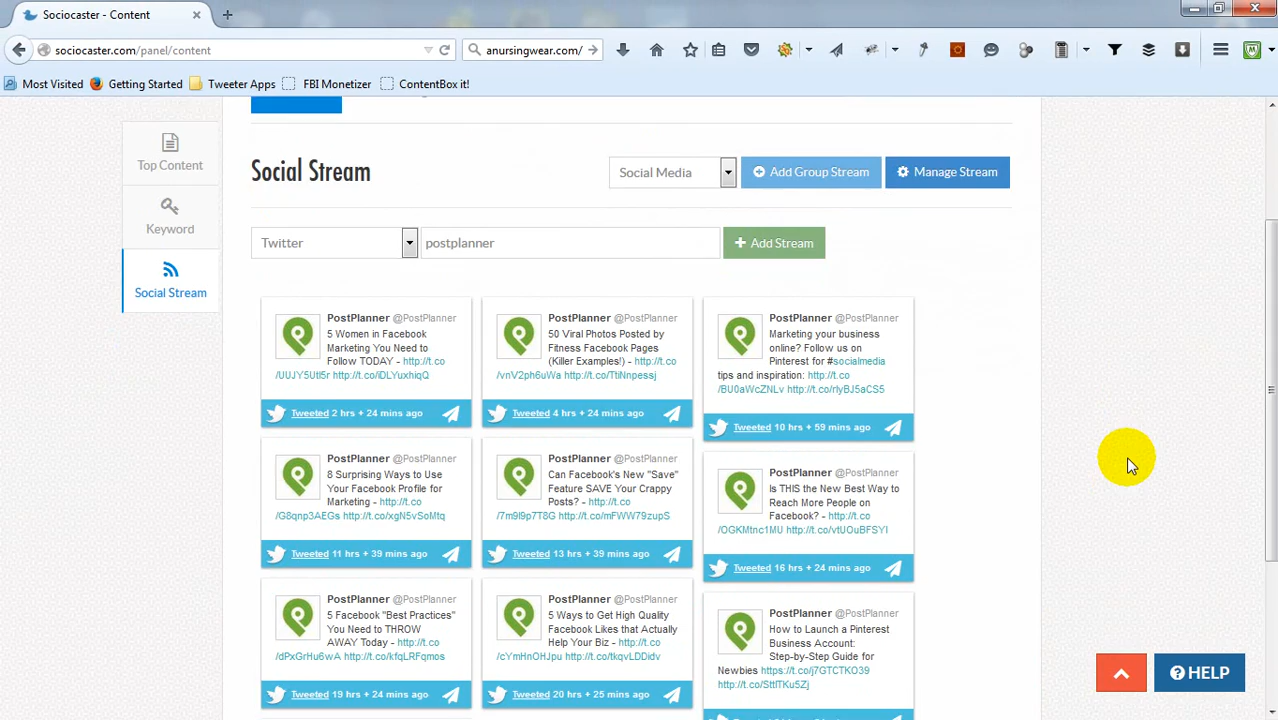 Sociocaster - Content
sociocaster.com/panel/content
anursingwear.com/
Most Visited
Getting Started
Tweeter Apps
FBI Monetizer
ContentBox it!
Top Content
Keyword
Social Stream
Social Stream
Social Media
Add Group Stream
Manage Stream
Twitter
postplanner
Add Stream
PostPlanner @PostPlanner
5 Women in Facebook
Marketing You Need to
Follow TODAY - http://t.co
/UUJY5Utl5r http://t.co/iDLYuxhiqQ
Tweeted 2 hrs + 24 mins ago
PostPlanner @PostPlanner
50 Viral Photos Posted by
Fitness Facebook Pages
(Killer Examples!) - http://t.co
/vnV2ph6uWa http://t.co/TtiNnpessj
Tweeted 4 hrs + 24 mins ago
PostPlanner @PostPlanner
Marketing your business
online? Follow us on
Pinterest for #socialmedia
tips and inspiration: http://t.co
/BU0aWcZNLv http://t.co/rlyBJ5aCS5
Tweeted 10 hrs + 59 mins ago
PostPlanner @PostPlanner
8 Surprising Ways to Use
Your Facebook Profile for
Marketing - http://t.co
/G8qnp3AEGs http://t.co/xgN5vSoMtq
Tweeted 11 hrs + 39 mins ago
PostPlanner @PostPlanner
Can Facebook's New "Save"
Feature SAVE Your Crappy
Posts? - http://t.co
/7m9l9p7T8G http://t.co/mFWW79zupS
Tweeted 13 hrs + 39 mins ago
PostPlanner @PostPlanner
Is THIS the New Best Way to
Reach More People on
Facebook? - http://t.co
/OGKMtnc1MU http://t.co/vtUOuBFSYI
Tweeted 16 hrs + 24 mins ago
PostPlanner @PostPlanner
5 Facebook "Best Practices"
You Need to THROW
AWAY Today - http://t.co
/dPxGrHu6wA http://t.co/kfqLRFqmos
Tweeted 19 hrs + 24 mins ago
PostPlanner @PostPlanner
5 Ways to Get High Quality
Facebook Likes that Actually
Help Your Biz - http://t.co
/cYmHnOHJpu http://t.co/tkqvLDDidv
Tweeted 20 hrs + 25 mins ago
PostPlanner @PostPlanner
How to Launch a Pinterest
Business Account:
Step-by-Step Guide for
Newbies https://t.co/j7GTCTKO39
http://t.co/SttlTKu5Zj
HELP